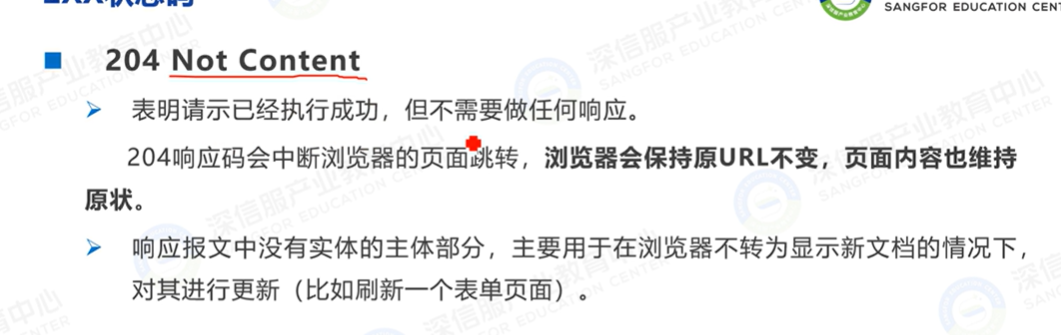 2XX状态码
SANGFOR EDUCATION CENT
204 Not Content
表明请示已经执行成功，但不需要做任何响应。
204响应码会中断浏览器的页面跳转，浏览器会保持原URL不变，页面内容也维持
原状。
响应报文中没有实体的主体部分，主要用于在浏览器不转为显示新文档的情况下，
对其进行更新（比如刷新一个表单页面）。
深信服产业教育中心
SANGFOR EDUCATION CENTER